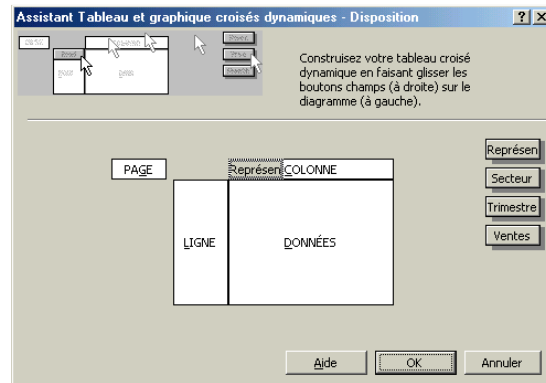 Assistant Tableau et graphique croisés dynamiques - Disposition
Construisez votre tableau croisé
dynamique en faisant glisser les
boutons champs (à droite) sur le
diagramme (à gauche).
PAGE
Représen COLONNE
LIGNE
DONNÉES
Représen
Secteur
Trimestre
Ventes
Aide
OK
Annuler